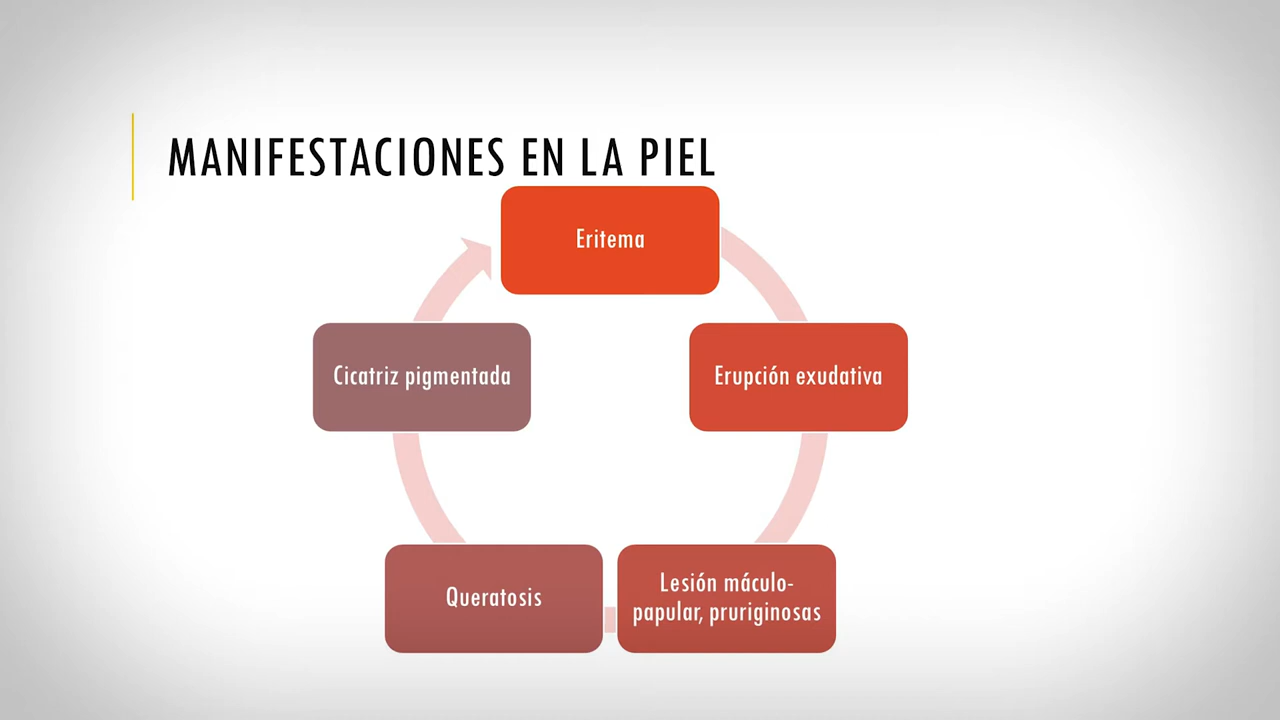 MANIFESTACIONES EN LA PIEL
Eritema
Erupción exudativa
Lesión máculo-
papular, pruriginosas
Queratosis
Cicatriz pigmentada